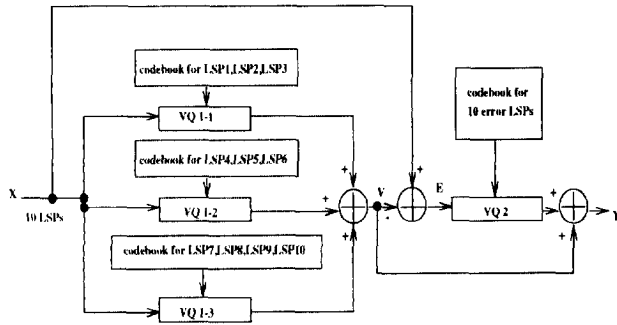 codebook for LSP1,LSP2,LSP3
VQ 1-1
codebook for
10 error LSPs
codebook for LSP4,LSP5,LSP6
X
10 LSPs
VQ 1-2
+
+
+
V
+
-
E
VQ 2
+
+
Y
codebook for LSP7,LSP8,LSP9,LSP10
VQ 1-3